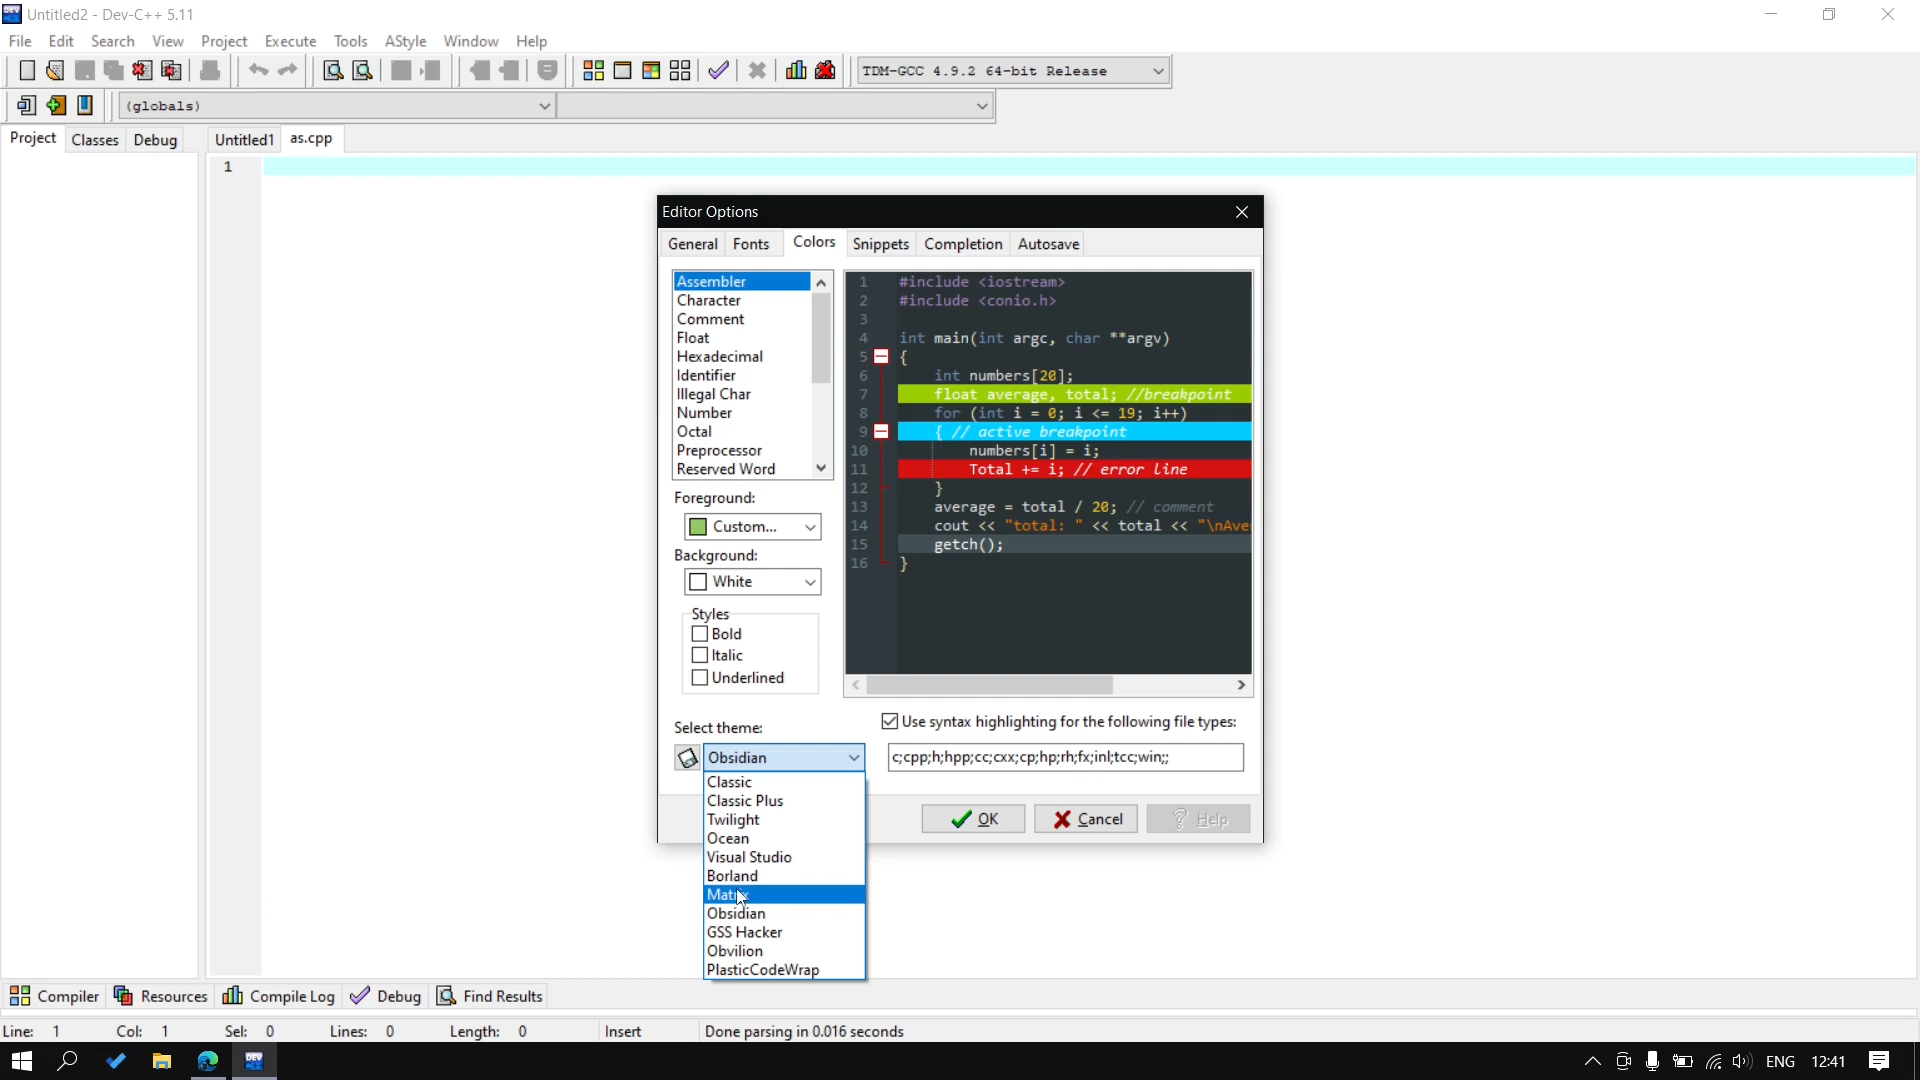 Untitled2 - Dev-C++ 5.11
File Edit Search View Project Execute Tools AStyle Window Help
TDM-GCC 4.9.2 64-bit Release
(globals)
Project Classes Debug Untitled1 as.cpp
1
Editor Options
General Fonts Colors Snippets Completion Autosave
Assembler
Character
Comment
Float
Hexadecimal
Identifier
Illegal Char
Number
Octal
Preprocessor
Reserved Word
Foreground:
Custom...
Background:
White
Styles
Bold
Italic
Underlined
1 #include <iostream>
2 #include <conio.h>
3
4 int main(int argc, char **argv)
5 {
6 int numbers[20];
7 float average, total; //breakpoint
8 for (int i = 0; i <= 19; i++)
9 { // active breakpoint
10 numbers[i] = i;
11 Total += i; // error line
12 }
13 average = total / 20; // comment
14 cout << "total: " << total << "\nAve
15 getch();
16 }
Select theme:
Obsidian
Classic
Classic Plus
Twilight
Ocean
Visual Studio
Borland
Matrix
Obsidian
GSS Hacker
Obvilion
PlasticCodeWrap
Use syntax highlighting for the following file types:
c;cpp;h;hpp;cc;cxx;cp;hp;rh;fx;inl;tcc;win;;
OK Cancel Help
Compiler Resources Compile Log Debug Find Results
Line: 1 Col: 1 Sel: 0 Lines: 0 Length: 0 Insert Done parsing in 0.016 seconds
DEV ENG 12:41